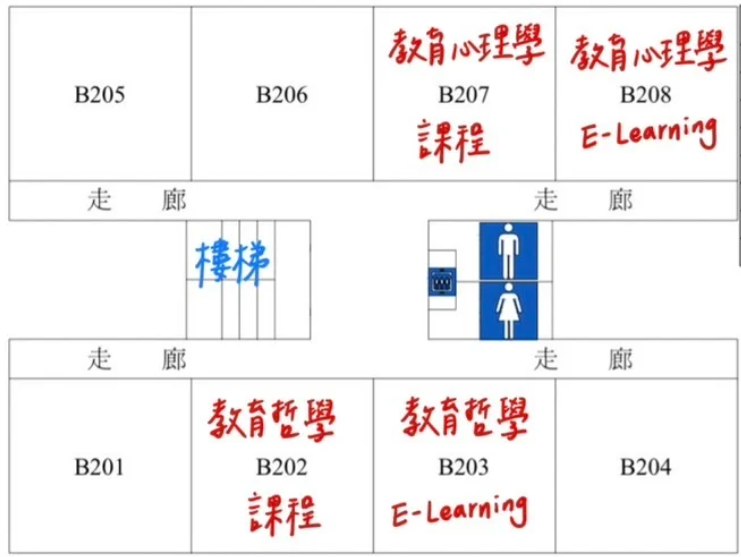 教育心理學
教育心理學
B205
B206
B207
B208
課程
E-Learning
走 廊
走 廊
樓梯
走 廊
走 廊
教育哲學
教育哲學
B201
B202
B203
B204
課程
E-Learning